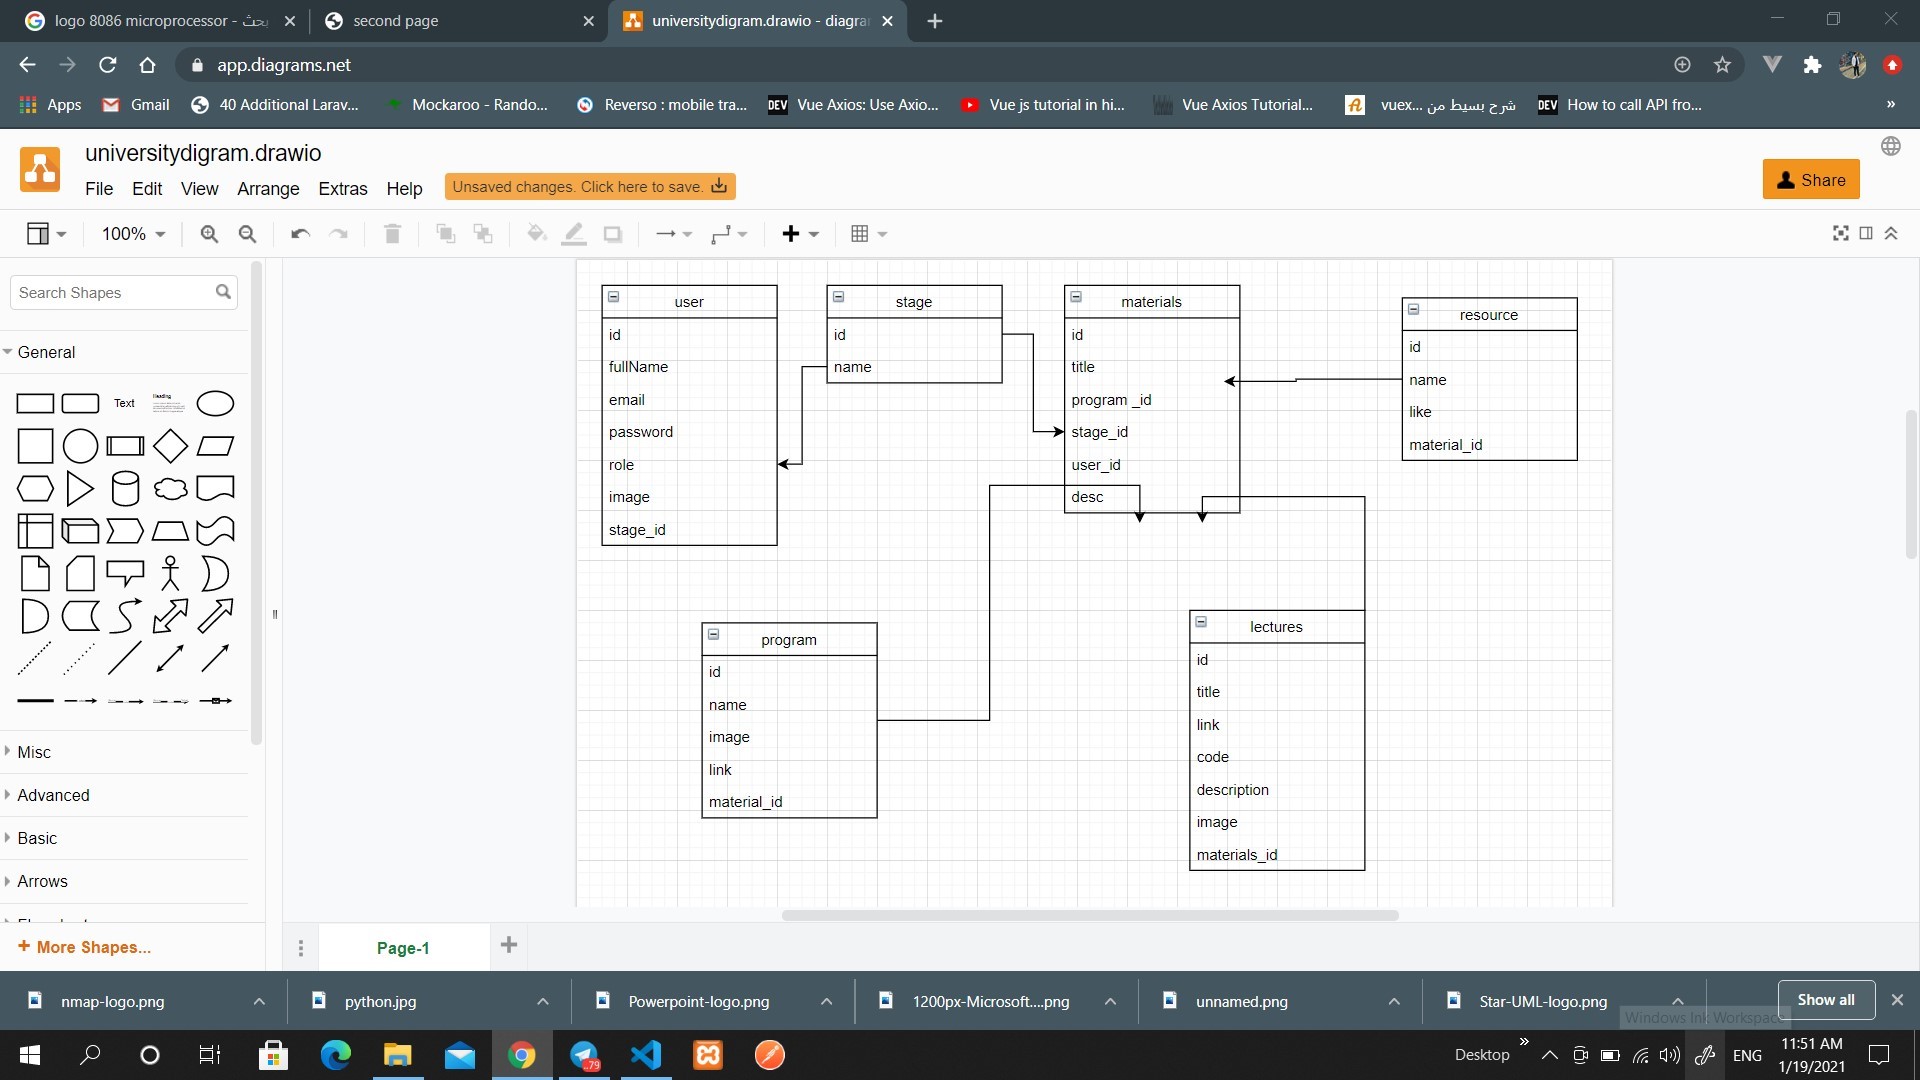 logo 8086 microprocessor - بحث
second page
universitydigram.drawio - diagra
app.diagrams.net
Apps
Gmail
40 Additional Larav...
Mockaroo - Rando...
Reverso : mobile tra...
DEV
Vue Axios: Use Axio...
Vue js tutorial in hi...
Vue Axios Tutorial...
شرح بسيط من vuex...
DEV
How to call API fro...
»
universitydigram.drawio
File Edit View Arrange Extras Help
Unsaved changes. Click here to save.
Share
100%
Search Shapes
General
Text
Heading
Misc
Advanced
Basic
Arrows
+ More Shapes...
user
id
fullName
email
password
role
image
stage_id
stage
id
name
materials
id
title
program _id
stage_id
user_id
desc
resource
id
name
like
material_id
program
id
name
image
link
material_id
lectures
id
title
link
code
description
image
materials_id
Page-1
nmap-logo.png
python.jpg
Powerpoint-logo.png
1200px-Microsoft....png
unnamed.png
Star-UML-logo.png
Show all
Windows Ink Workspace
..79
Desktop
»
ENG
11:51 AM
1/19/2021